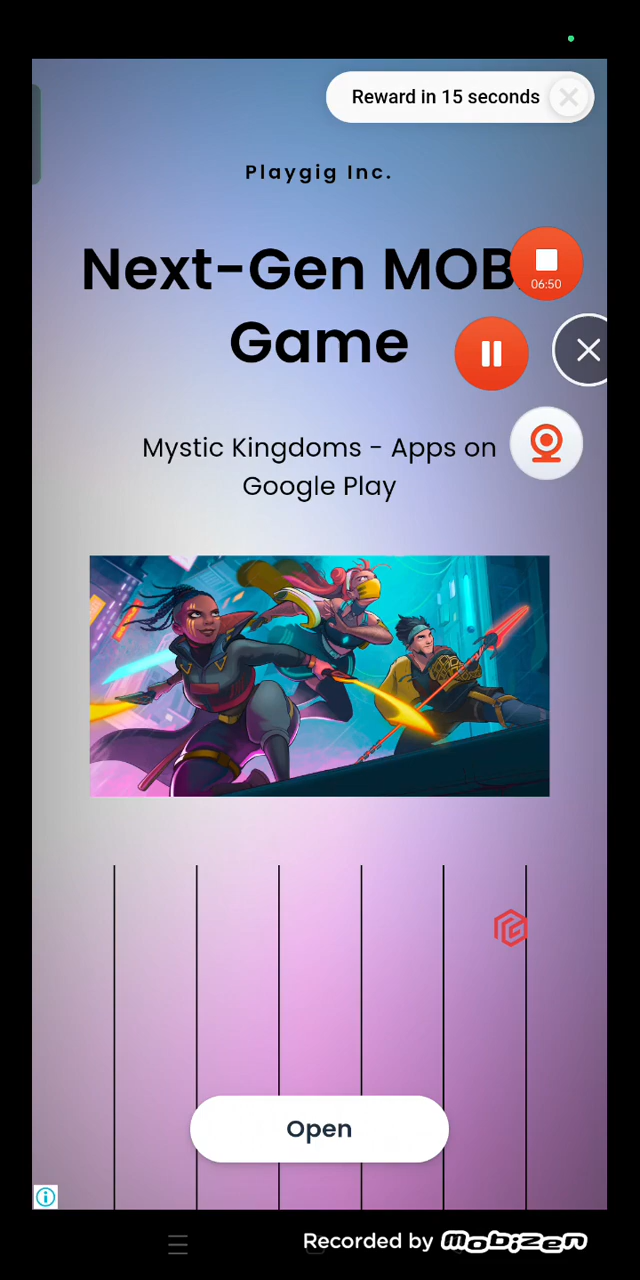 Reward in 15 seconds
Playgig Inc.
Next-Gen MOB
06:50
Game
Mystic Kingdoms - Apps on
Google Play
Open
Recorded by Mobizen